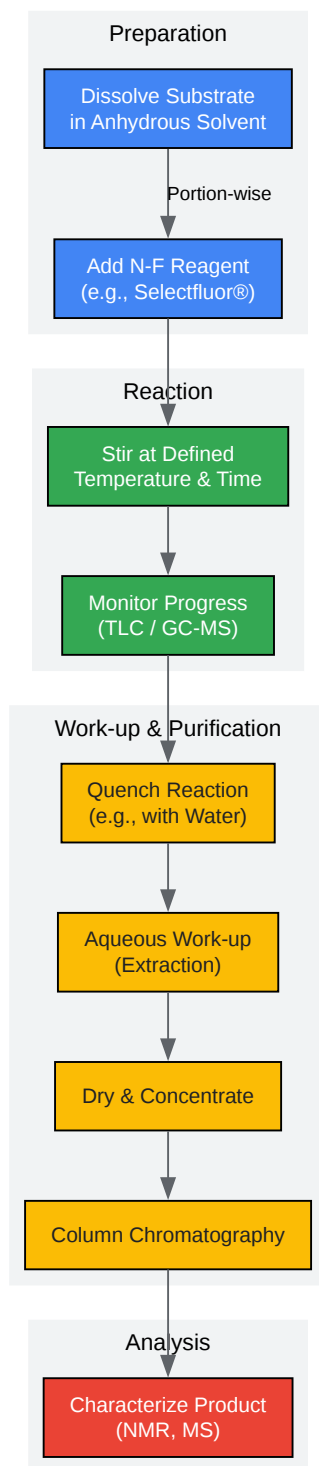 Preparation
Dissolve Substrate
in Anhydrous Solvent
Portion-wise
Add N-F Reagent
(e.g., Selectfluor®)
Reaction
Stir at Defined
Temperature & Time
Monitor Progress
(TLC / GC-MS)
Work-up & Purification
Quench Reaction
(e.g., with Water)
Aqueous Work-up
(Extraction)
Dry & Concentrate
Column Chromatography
Analysis
Characterize Product
(NMR, MS)